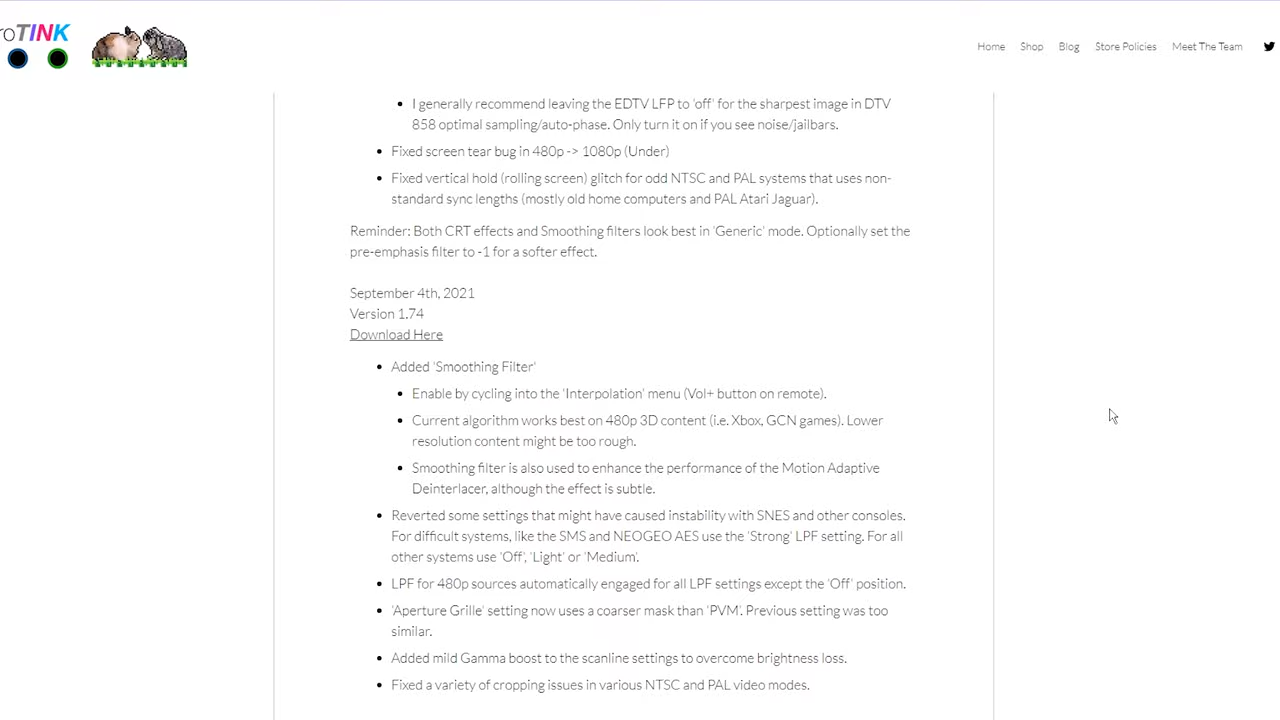 roTINK
Home
Shop
Blog
Store Policies
Meet The Team
I generally recommend leaving the EDTV LFP to 'off' for the sharpest image in DTV
858 optimal sampling/auto-phase. Only turn it on if you see noise/jailbars.
Fixed screen tear bug in 480p -> 1080p (Under)
Fixed vertical hold (rolling screen) glitch for odd NTSC and PAL systems that uses non-
standard sync lengths (mostly old home computers and PAL Atari Jaguar).
Reminder: Both CRT effects and Smoothing filters look best in 'Generic' mode. Optionally set the
pre-emphasis filter to -1 for a softer effect.
September 4th, 2021
Version 1.74
Download Here
Added 'Smoothing Filter'
Enable by cycling into the 'Interpolation' menu (Vol+ button on remote).
Current algorithm works best on 480p 3D content (i.e. Xbox, GCN games). Lower
resolution content might be too rough.
Smoothing filter is also used to enhance the performance of the Motion Adaptive
Deinterlacer, although the effect is subtle.
Reverted some settings that might have caused instability with SNES and other consoles.
For difficult systems, like the SMS and NEOGEO AES use the 'Strong' LPF setting. For all
other systems use 'Off', 'Light' or 'Medium'.
LPF for 480p sources automatically engaged for all LPF settings except the 'Off' position.
'Aperture Grille' setting now uses a coarser mask than 'PVM'. Previous setting was too
similar.
Added mild Gamma boost to the scanline settings to overcome brightness loss.
Fixed a variety of cropping issues in various NTSC and PAL video modes.